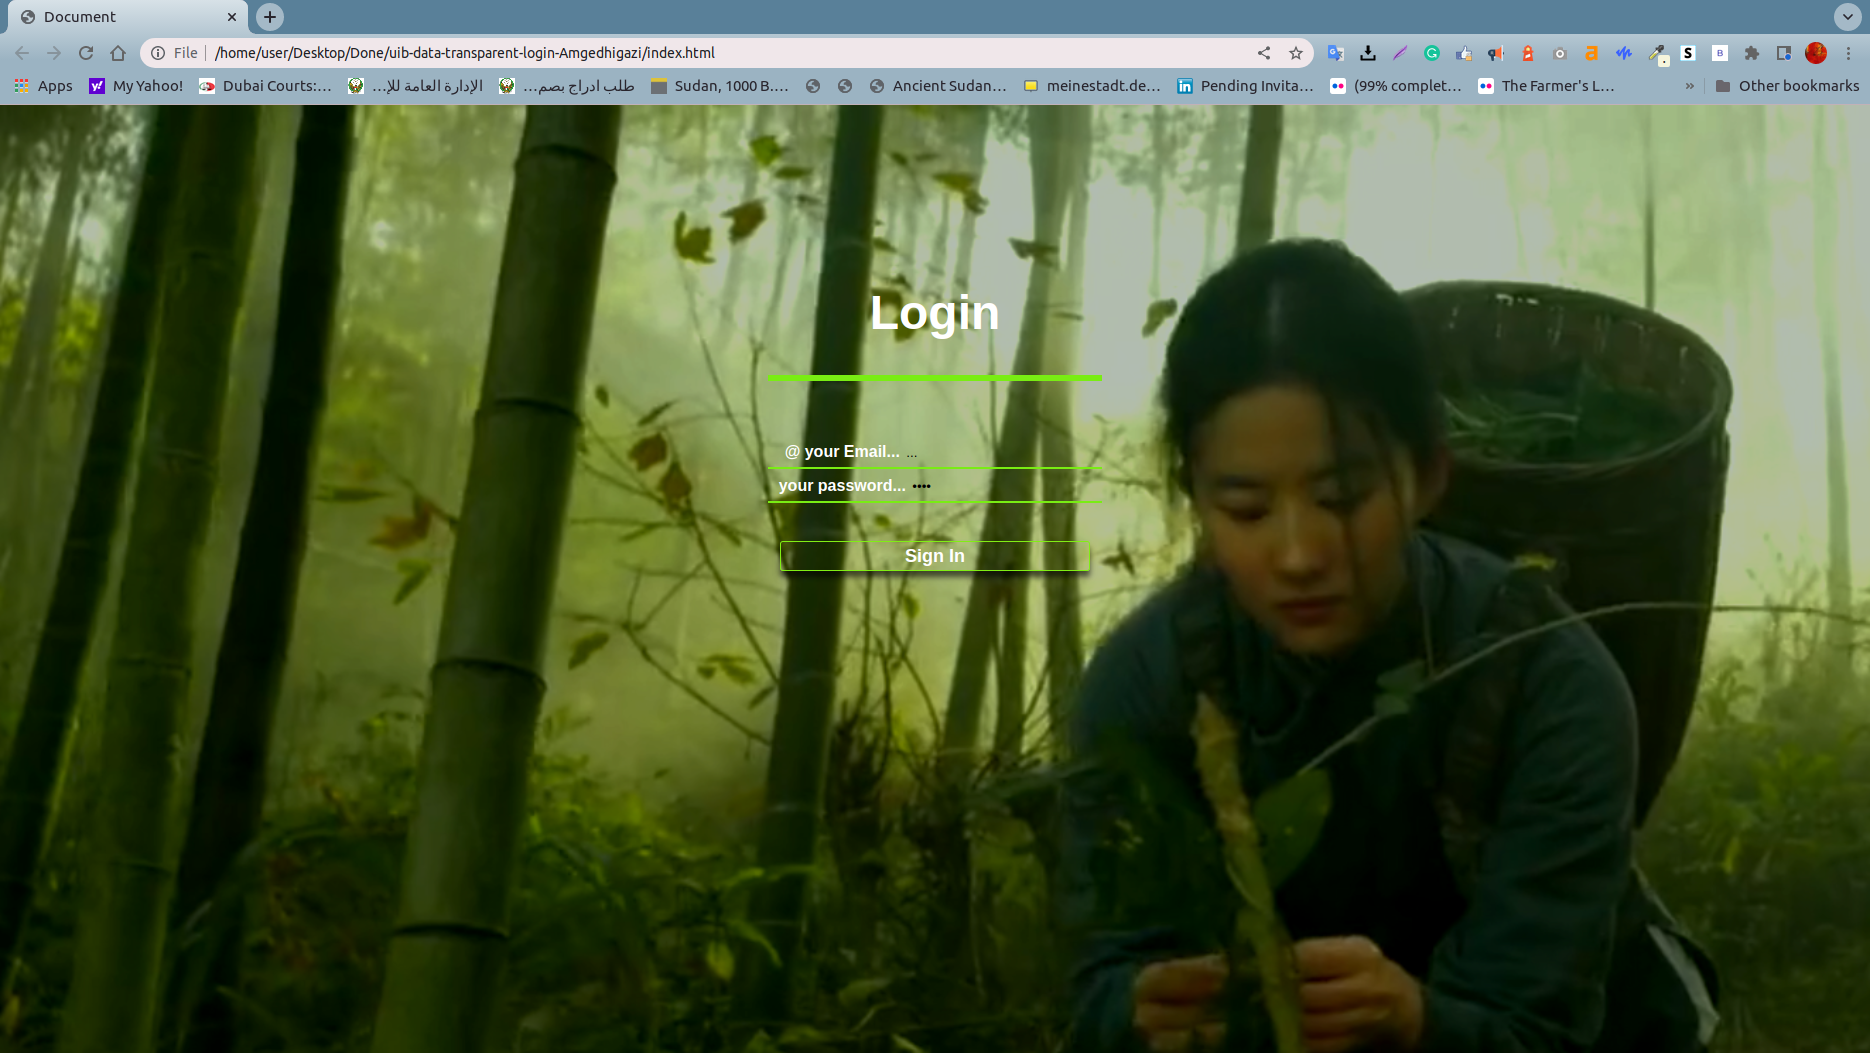 Document
File
/home/user/Desktop/Done/uib-data-transparent-login-Amgedhigazi/index.html
Apps
My Yahoo!
Dubai Courts:...
الإدارة العامة للإ...
طلب ادراج بصم...
Sudan, 1000 B....
Ancient Sudan...
meinestadt.de...
Pending Invita...
(99% complet...
The Farmer's L...
»
Other bookmarks
Login
@ your Email... ...
your password... ••••
Sign In